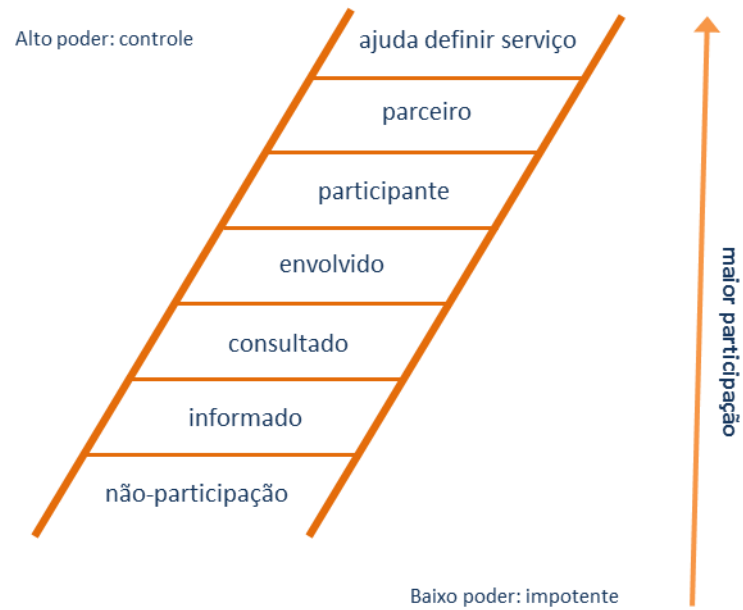 Alto poder: controle
ajuda definir serviço
parceiro
participante
envolvido
consultado
informado
não-participação
maior participação
Baixo poder: impotente